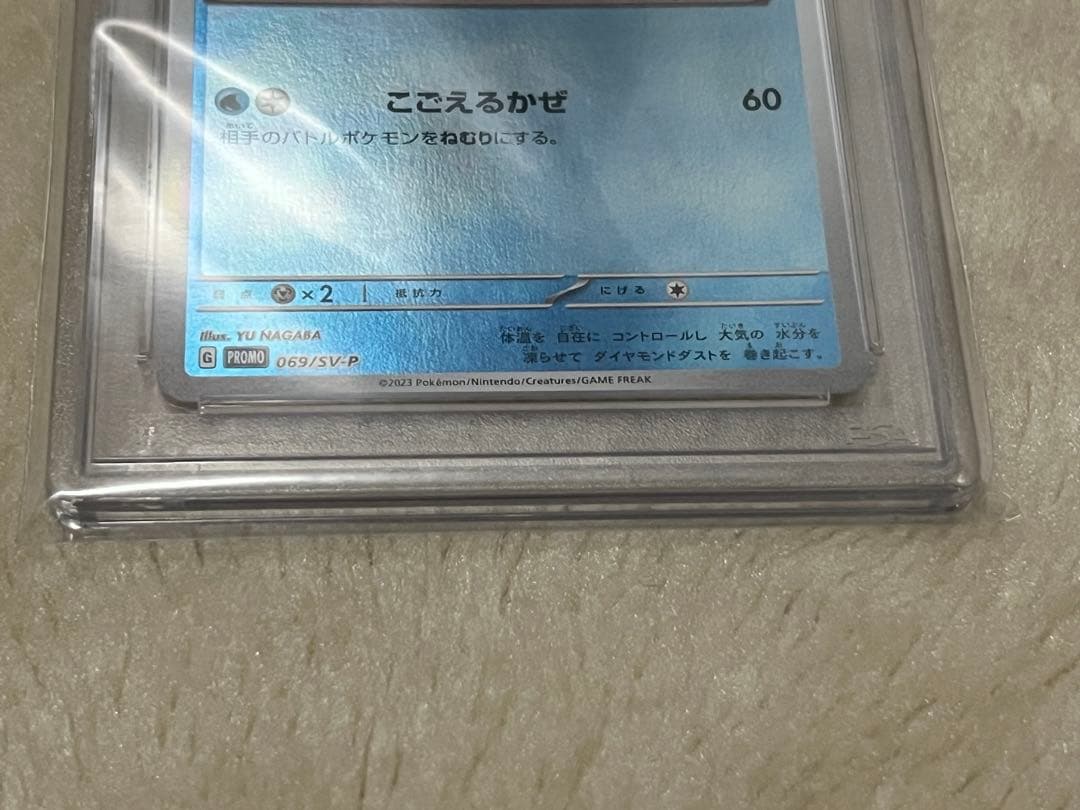 こごえるかぜ 60
相手のバトルポケモンをねむりにする。
弱点 ×2 抵抗力 にげる
Illus. YU NAGABA
体温を 自在に コントロールし 大気の 水分を
凍らせて ダイヤモンドダストを 巻き起こす。
G PROMO 069/SV-P
©2023 Pokémon/Nintendo/Creatures/GAME FREAK